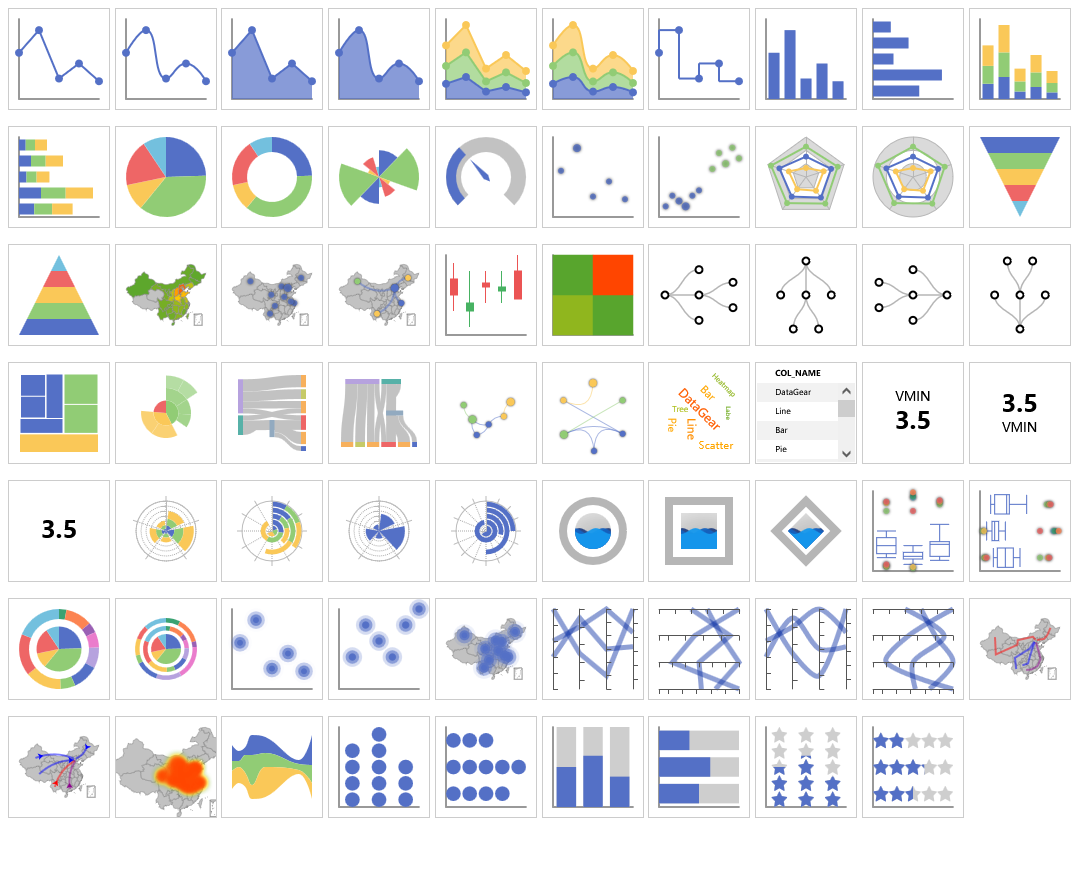 Heatmap
Bar
DataGear
Tree
Labe
Pie
Line
Scatter
COL_NAME
DataGear
Line
Bar
Pie
VMIN
3.5
3.5
VMIN
3.5